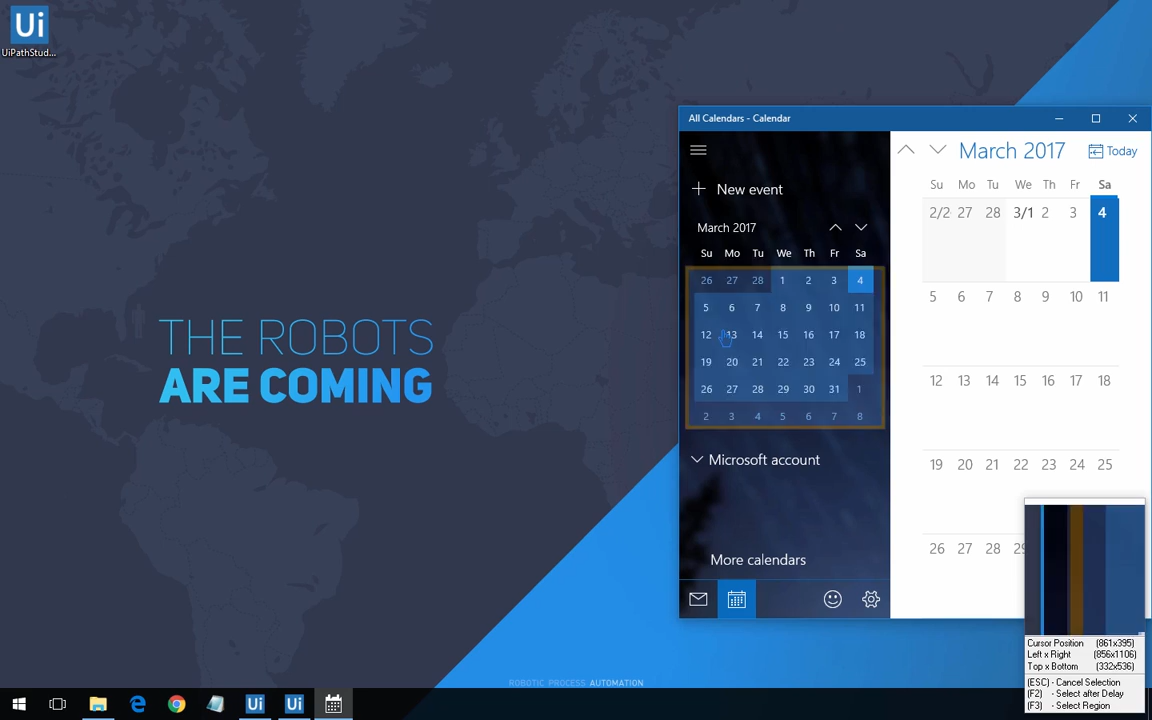 Ui
UiPathStud...
THE ROBOTS
ARE COMING
ROBOTIC PROCESS AUTOMATION
All Calendars - Calendar
New event
March 2017
Su Mo Tu We Th Fr Sa
26 27 28 1 2 3 4
5 6 7 8 9 10 11
12 13 14 15 16 17 18
19 20 21 22 23 24 25
26 27 28 29 30 31 1
2 3 4 5 6 7 8
Microsoft account
More calendars
March 2017
Today
Su Mo Tu We Th Fr Sa
2/2 27 28 3/1 2 3 4
5 6 7 8 9 10 11
12 13 14 15 16 17 18
19 20 21 22 23 24 25
26 27 28
Cursor Position (861x395)
Left x Right (856x1106)
Top x Bottom (332x536)
(ESC) - Cancel Selection
(F2) - Select after Delay
(F3) - Select Region
Ui Ui